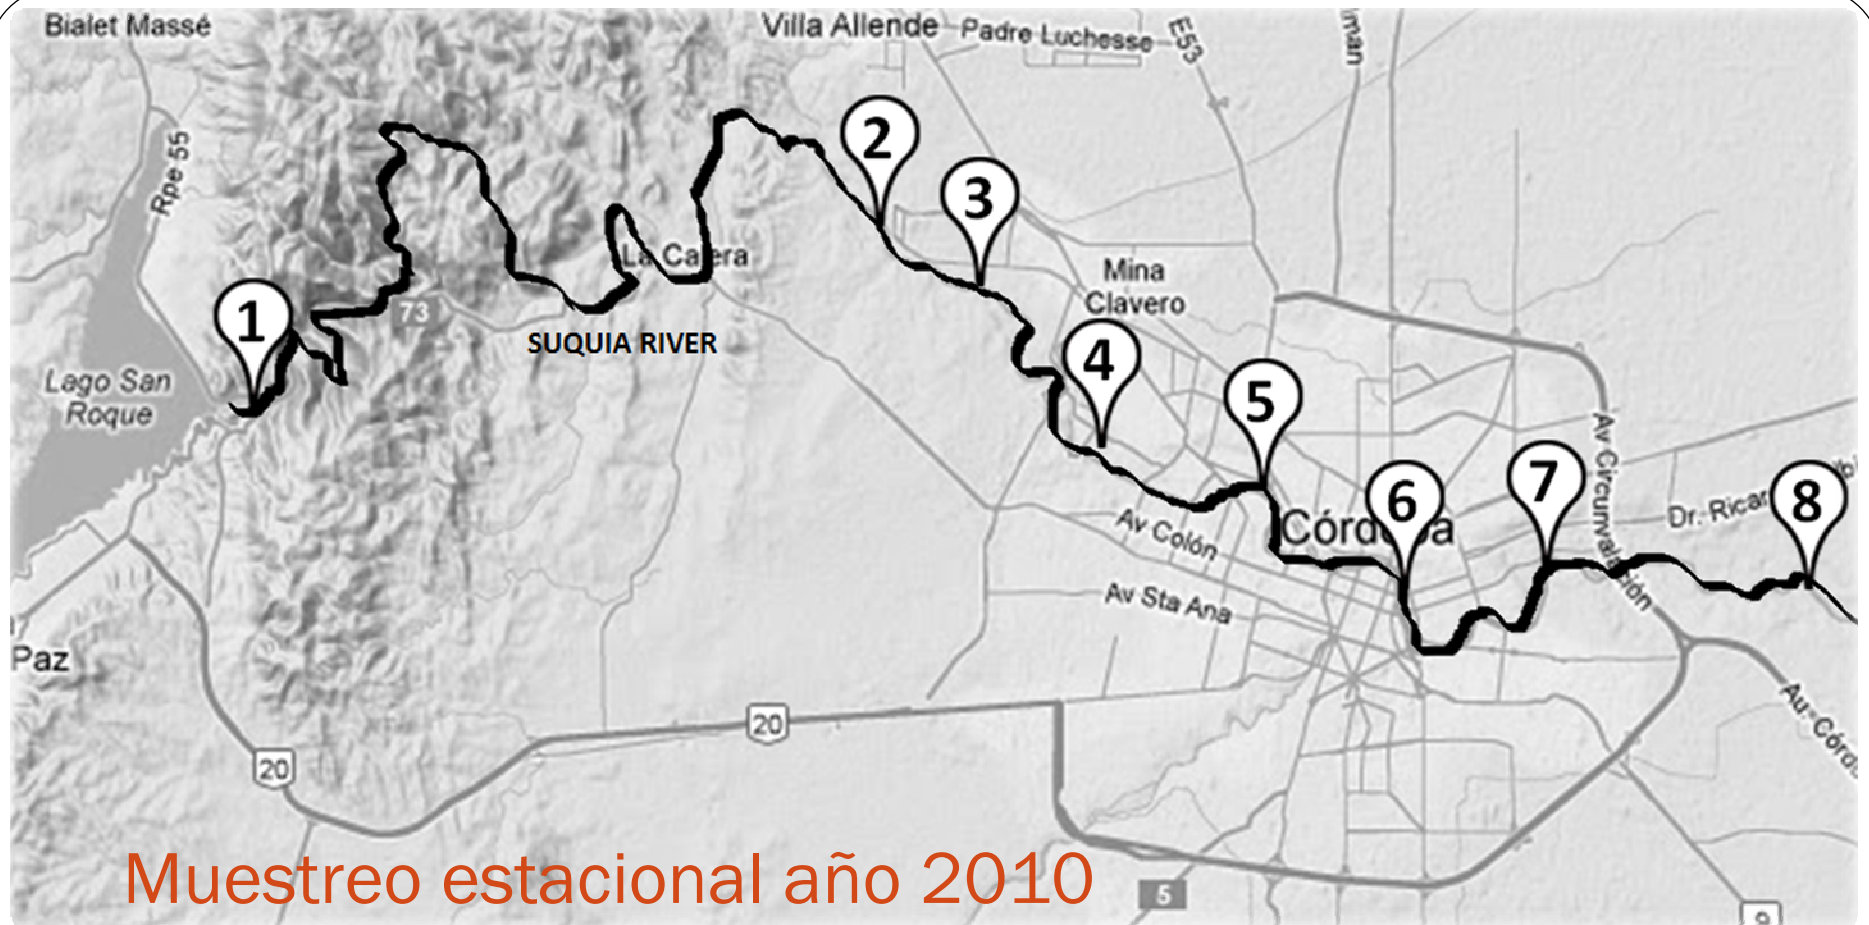 Bialet Massé
Villa Allende
Padre Luchesse
E53
Rpe 55
2
3
La Calera
Mina
Clavero
1
73
SUQUIA RIVER
4
Lago San
Roque
5
Av Circunvalación
6
7
8
Córdoba
Dr. Ricar
Av Colón
Av Sta Ana
Paz
20
20
Au. Córdo
Muestreo estacional año 2010
5
9